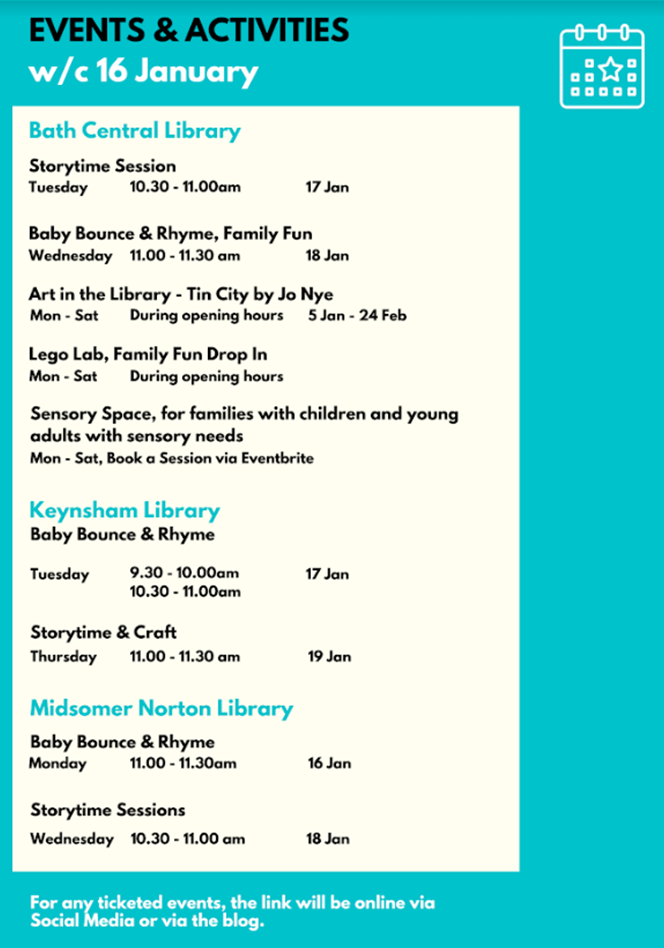 EVENTS & ACTIVITIES
w/c 16 January
Bath Central Library
Storytime Session
Tuesday 10.30 - 11.00am 17 Jan
Baby Bounce & Rhyme, Family Fun
Wednesday 11.00 - 11.30 am 18 Jan
Art in the Library - Tin City by Jo Nye
Mon - Sat During opening hours 5 Jan - 24 Feb
Lego Lab, Family Fun Drop In
Mon - Sat During opening hours
Sensory Space, for families with children and young
adults with sensory needs
Mon - Sat, Book a Session via Eventbrite
Keynsham Library
Baby Bounce & Rhyme
Tuesday 9.30 - 10.00am 17 Jan
10.30 - 11.00am
Storytime & Craft
Thursday 11.00 - 11.30 am 19 Jan
Midsomer Norton Library
Baby Bounce & Rhyme
Monday 11.00 - 11.30am 16 Jan
Storytime Sessions
Wednesday 10.30 - 11.00 am 18 Jan
For any ticketed events, the link will be online via
Social Media or via the blog.